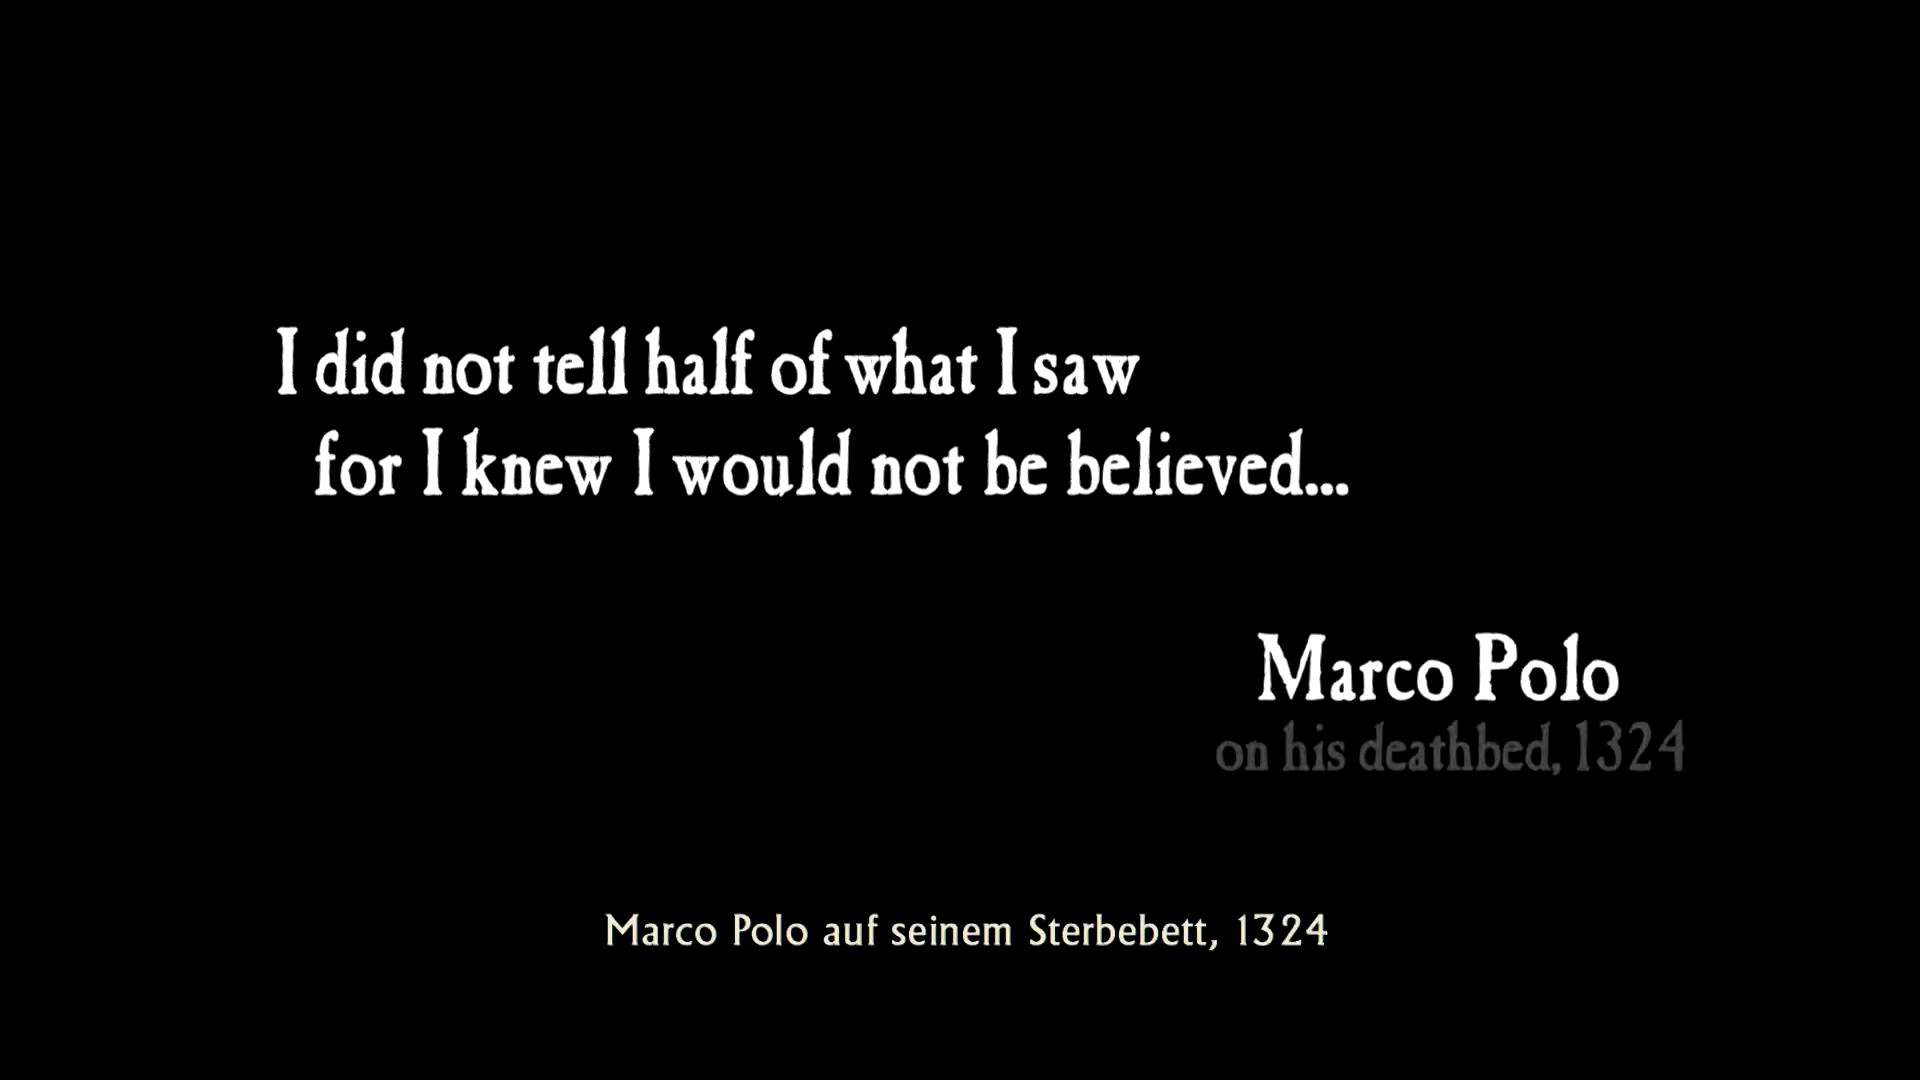 I did not tell half of what I saw
for I knew I would not be believed...
Marco Polo
on his deathbed, 1324
Marco Polo auf seinem Sterbebett, 1324